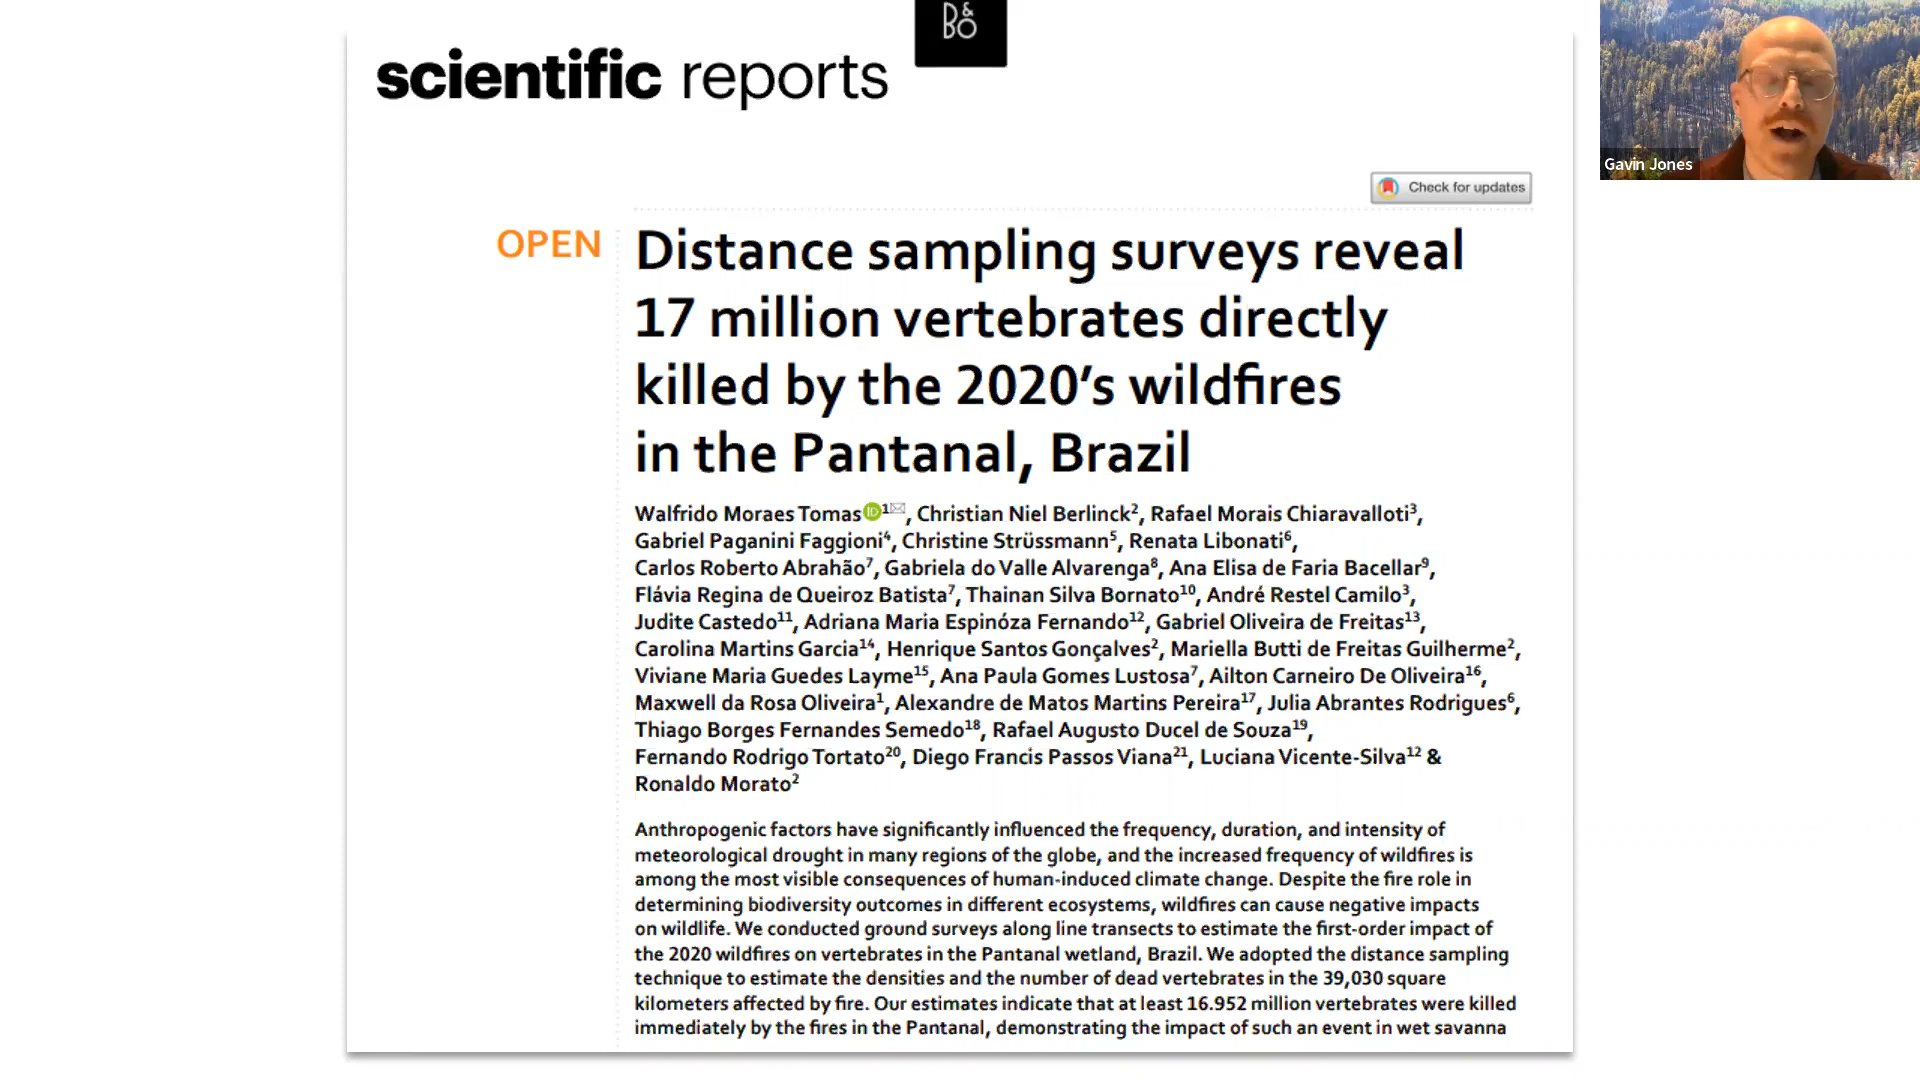 B&O
scientific reports
Gavin Jones
Check for updates
OPEN
Distance sampling surveys reveal
17 million vertebrates directly
killed by the 2020’s wildfires
in the Pantanal, Brazil
Walfrido Moraes Tomas iD 1✉, Christian Niel Berlinck2, Rafael Morais Chiaravalloti3,
Gabriel Paganini Faggioni4, Christine Strüssmann5, Renata Libonati6,
Carlos Roberto Abrahão7, Gabriela do Valle Alvarenga8, Ana Elisa de Faria Bacellar9,
Flávia Regina de Queiroz Batista7, Thainan Silva Bornato10, André Restel Camilo3,
Judite Castedo11, Adriana Maria Espinóza Fernando12, Gabriel Oliveira de Freitas13,
Carolina Martins Garcia14, Henrique Santos Gonçalves2, Mariella Butti de Freitas Guilherme2,
Viviane Maria Guedes Layme15, Ana Paula Gomes Lustosa7, Ailton Carneiro De Oliveira16,
Maxwell da Rosa Oliveira1, Alexandre de Matos Martins Pereira17, Julia Abrantes Rodrigues6,
Thiago Borges Fernandes Semedo18, Rafael Augusto Ducel de Souza19,
Fernando Rodrigo Tortato20, Diego Francis Passos Viana21, Luciana Vicente-Silva12 &
Ronaldo Morato2
Anthropogenic factors have significantly influenced the frequency, duration, and intensity of
meteorological drought in many regions of the globe, and the increased frequency of wildfires is
among the most visible consequences of human-induced climate change. Despite the fire role in
determining biodiversity outcomes in different ecosystems, wildfires can cause negative impacts
on wildlife. We conducted ground surveys along line transects to estimate the first-order impact of
the 2020 wildfires on vertebrates in the Pantanal wetland, Brazil. We adopted the distance sampling
technique to estimate the densities and the number of dead vertebrates in the 39,030 square
kilometers affected by fire. Our estimates indicate that at least 16.952 million vertebrates were killed
immediately by the fires in the Pantanal, demonstrating the impact of such an event in wet savanna